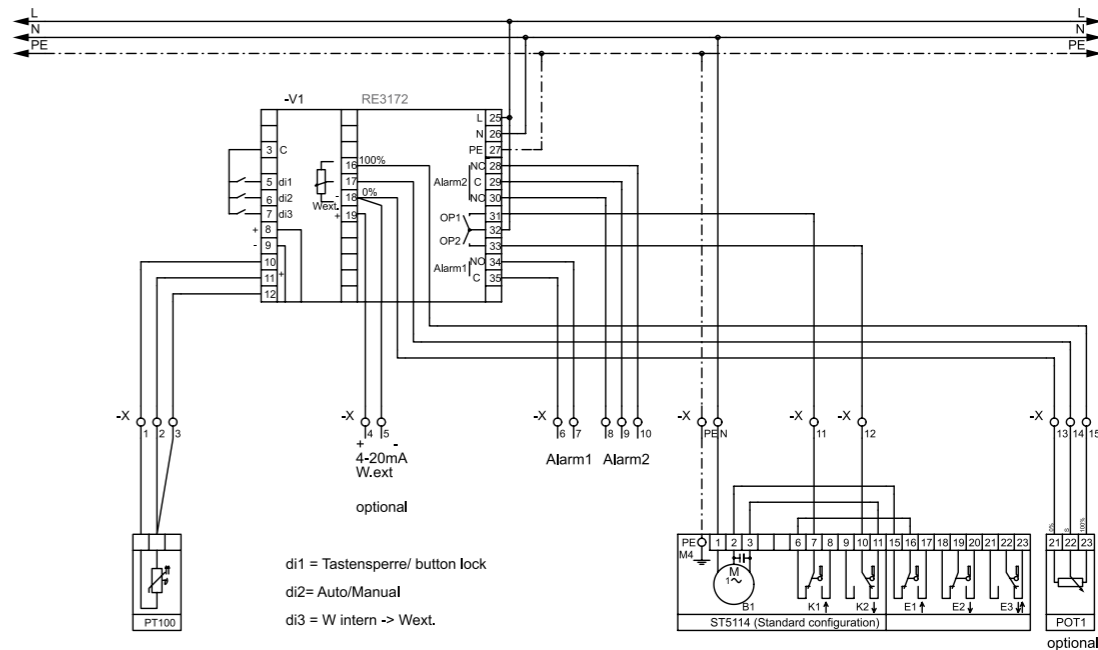 L L
N N
PE PE
-V1 RE3172
L 25
N 26
3 C PE 27
16 100% NC 28
5 di1 17 Alarm2 C 29
6 di2 - 18 0% NO 30
7 di3 Wext. + 19 OP1 31
+ 8 32
- 9 OP2 33
10 NO 34
11 + Alarm1 C 35
12
-X 1 2 3 -X 4 5 -X 6 7 8 9 10 -X PE N -X 11 -X 12 -X 13 14 15
+ -
4-20mA Alarm1 Alarm2
W.ext
optional
0% S 100%
PE 1 2 3 6 7 8 9 10 11 15 16 17 18 19 20 21 22 23 21 22 23
M4
di1 = Tastensperre/ button lock
M
1~
di2= Auto/Manual
B1 K1 K2 E1 E2 E3
PT100 di3 = W intern -> Wext. ST5114 (Standard configuration) POT1
optional